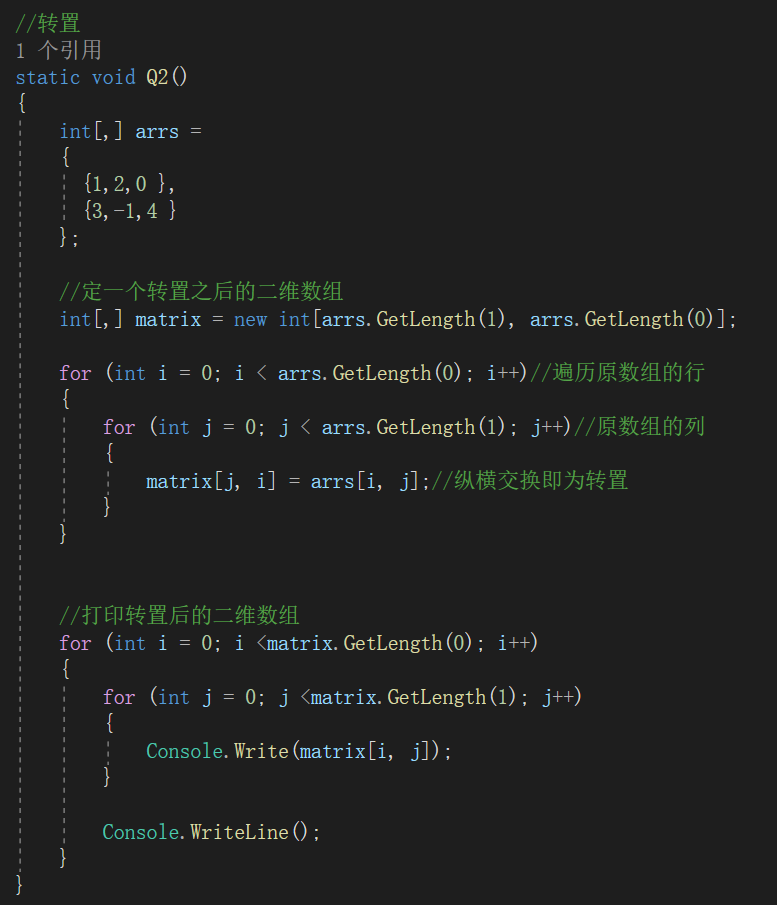 //转置
1 个引用
static void Q2()
{
int[,] arrs =
{
{1,2,0 },
{3,-1,4 }
};
//定一个转置之后的二维数组
int[,] matrix = new int[arrs.GetLength(1), arrs.GetLength(0)];
for (int i = 0; i < arrs.GetLength(0); i++)//遍历原数组的行
{
for (int j = 0; j < arrs.GetLength(1); j++)//原数组的列
{
matrix[j, i] = arrs[i, j];//纵横交换即为转置
}
}
//打印转置后的二维数组
for (int i = 0; i <matrix.GetLength(0); i++)
{
for (int j = 0; j <matrix.GetLength(1); j++)
{
Console.Write(matrix[i, j]);
}
Console.WriteLine();
}
}